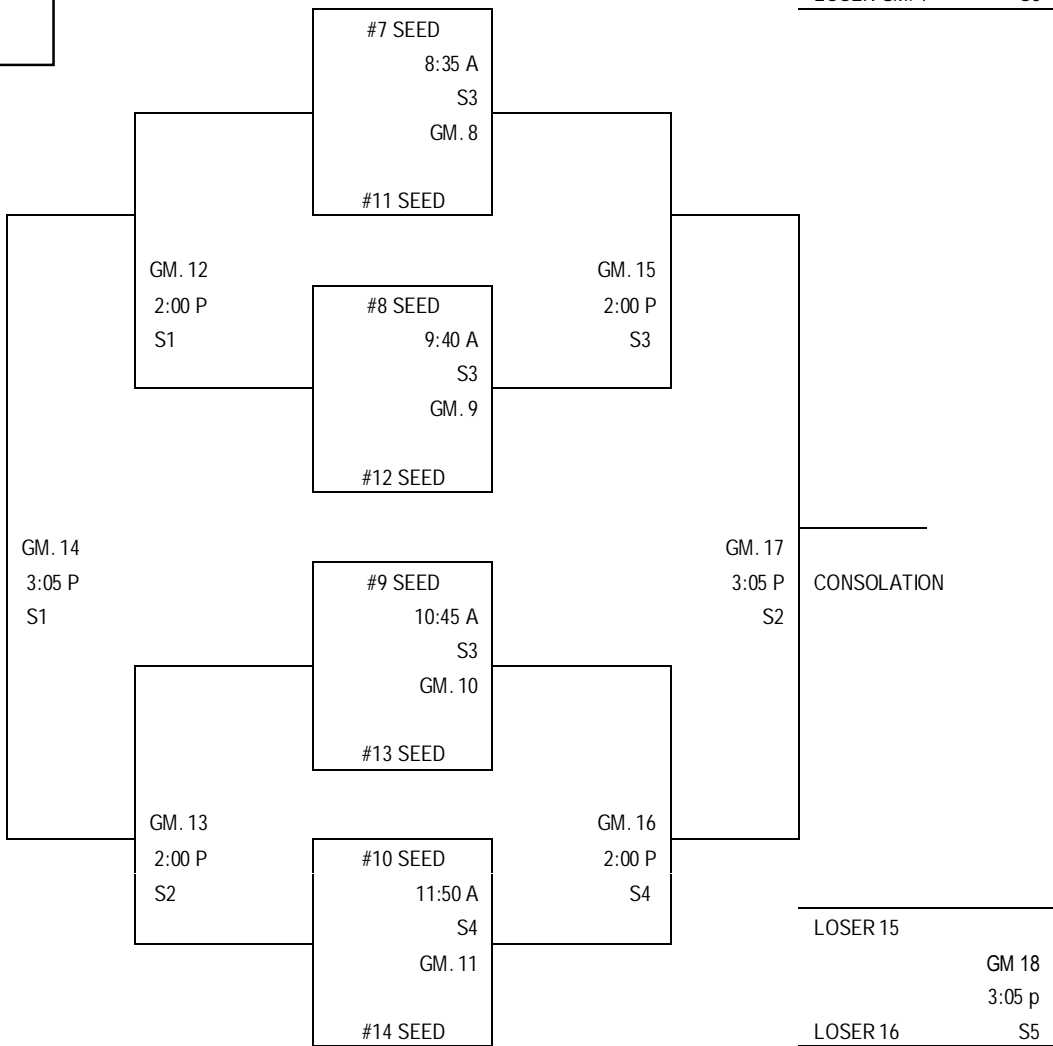 #7 SEED
8:35 A
S3
GM. 8
#11 SEED
GM. 12
2:00 P
S1
GM. 15
2:00 P
S3
#8 SEED
9:40 A
S3
GM. 9
#12 SEED
GM. 14
3:05 P
S1
GM. 17
3:05 P
S2
CONSOLATION
#9 SEED
10:45 A
S3
GM. 10
#13 SEED
GM. 13
2:00 P
S2
GM. 16
2:00 P
S4
#10 SEED
11:50 A
S4
GM. 11
#14 SEED
LOSER 15
GM 18
3:05 p
LOSER 16 S5